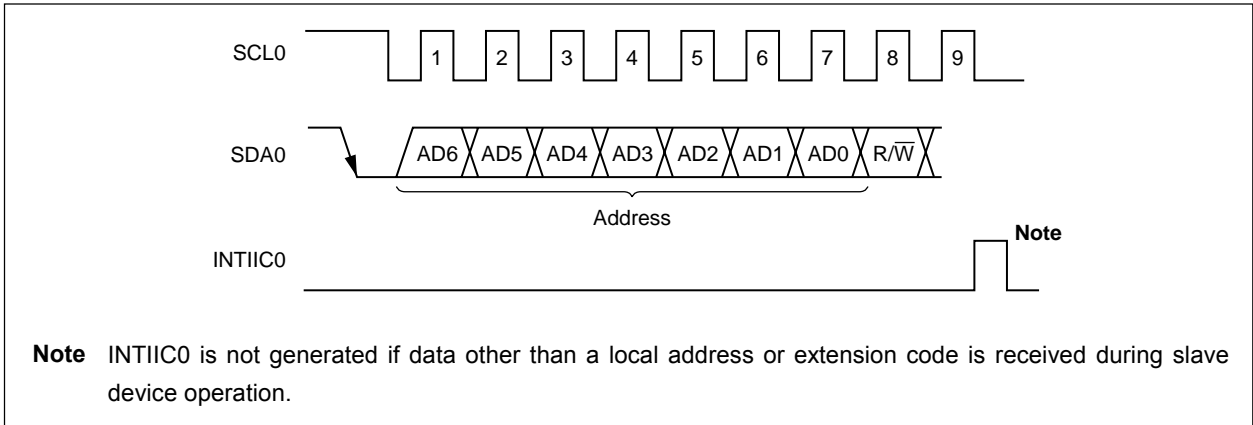 SCL0 1 2 3 4 5 6 7 8 9
SDA0 AD6 AD5 AD4 AD3 AD2 AD1 AD0 R/W̅
Address
INTIIC0 Note
Note INTIIC0 is not generated if data other than a local address or extension code is received during slave
device operation.